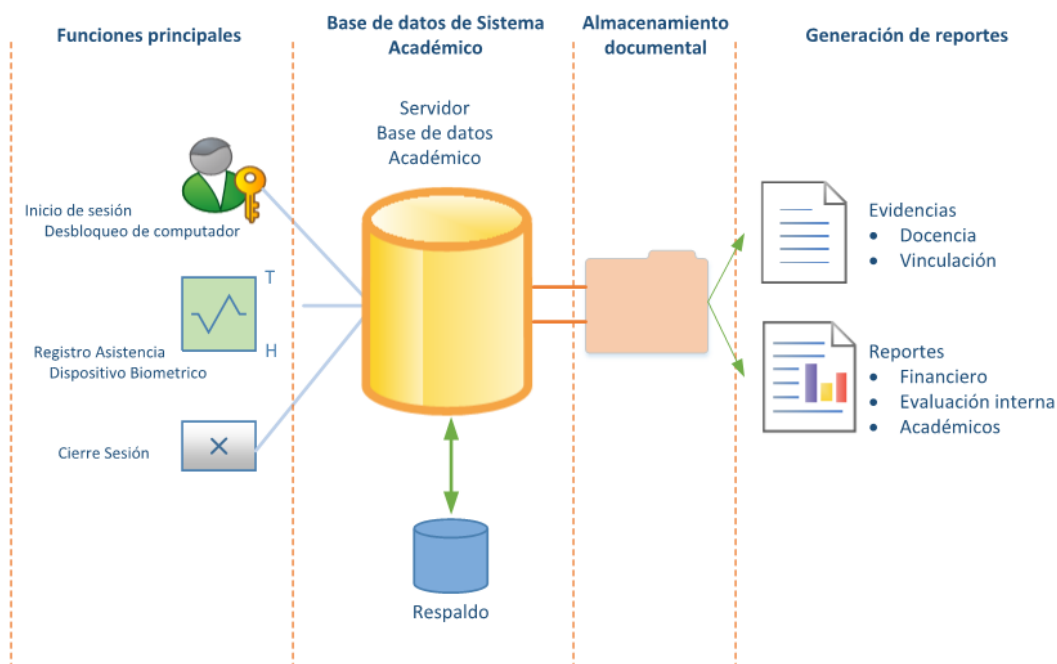 Funciones principales
Base de datos de Sistema
Académico
Almacenamiento
documental
Generación de reportes
Servidor
Base de datos
Académico
Inicio de sesión
Desbloqueo de computador
T
H
Registro Asistencia
Dispositivo Biometrico
Cierre Sesión
Respaldo
Evidencias
• Docencia
• Vinculación
Reportes
• Financiero
• Evaluación interna
• Académicos